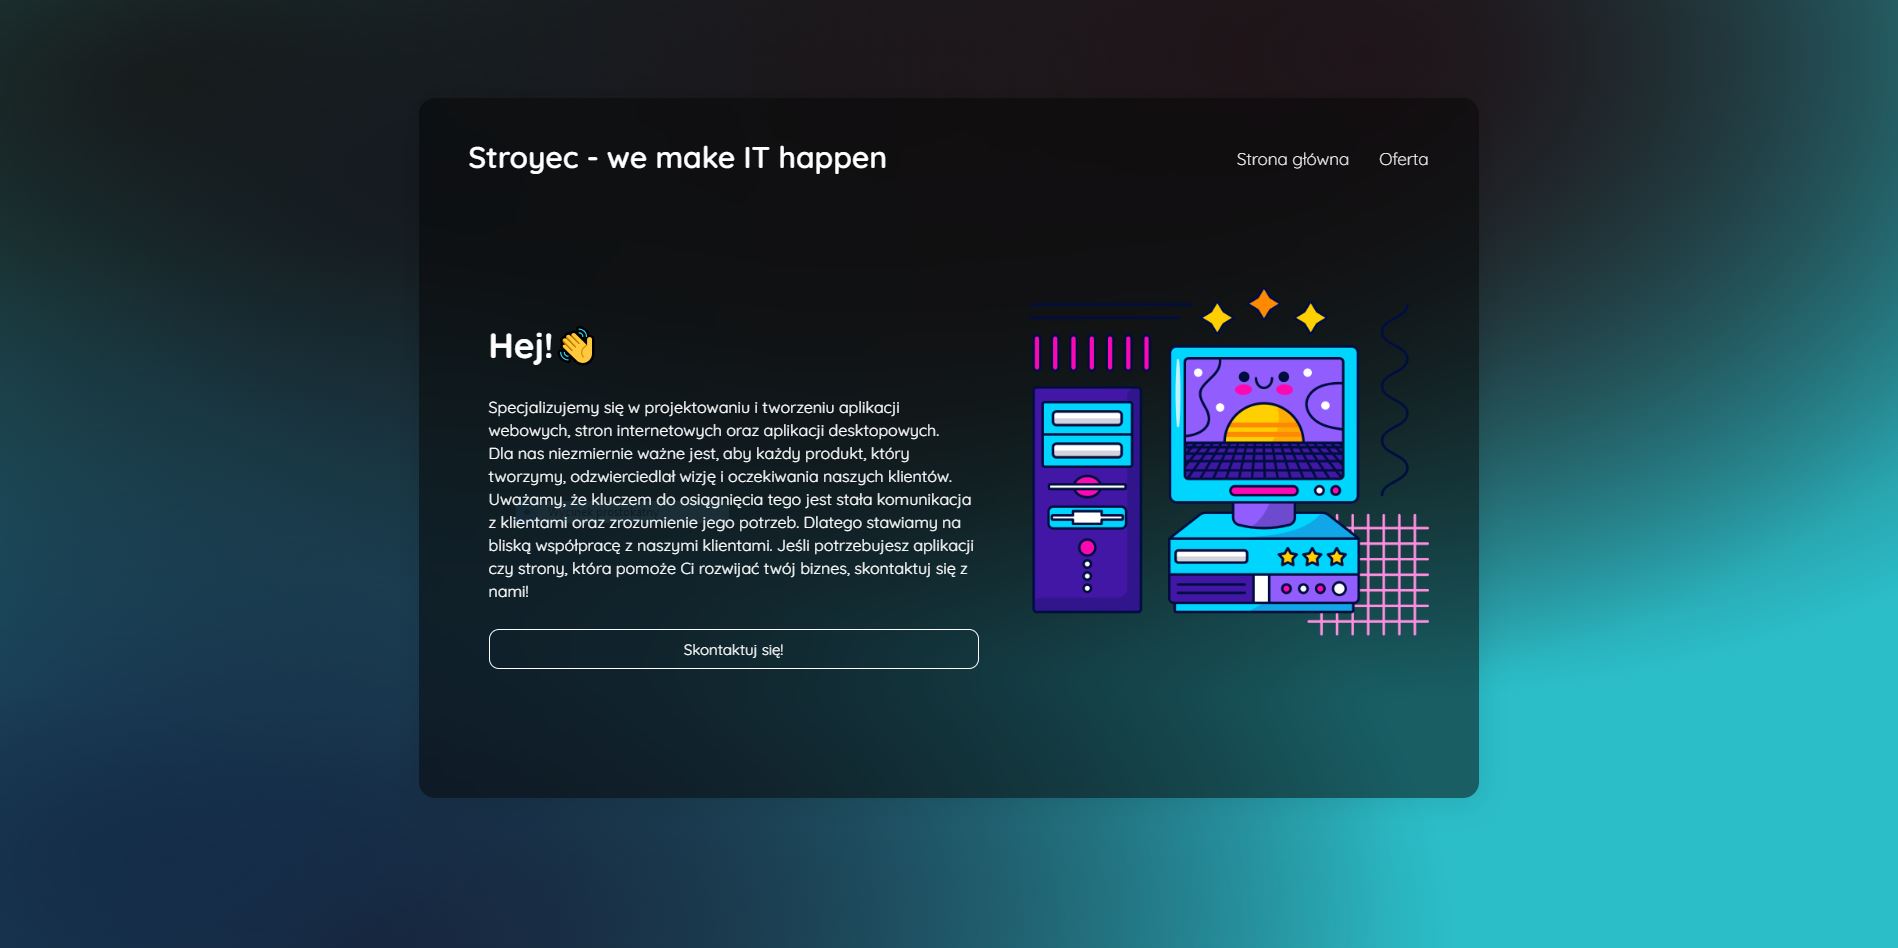 Stroyec - we make IT happen
Strona główna
Oferta
Hej!
Specjalizujemy się w projektowaniu i tworzeniu aplikacji
webowych, stron internetowych oraz aplikacji desktopowych.
Dla nas niezmiernie ważne jest, aby każdy produkt, który
tworzymy, odzwierciedlał wizję i oczekiwania naszych klientów.
Uważamy, że kluczem do osiągnięcia tego jest stała komunikacja
Wycinek prostokątny
z klientami oraz zrozumienie jego potrzeb. Dlatego stawiamy na
bliską współpracę z naszymi klientami. Jeśli potrzebujesz aplikacji
czy strony, która pomoże Ci rozwijać twój biznes, skontaktuj się z
nami!
Skontaktuj się!